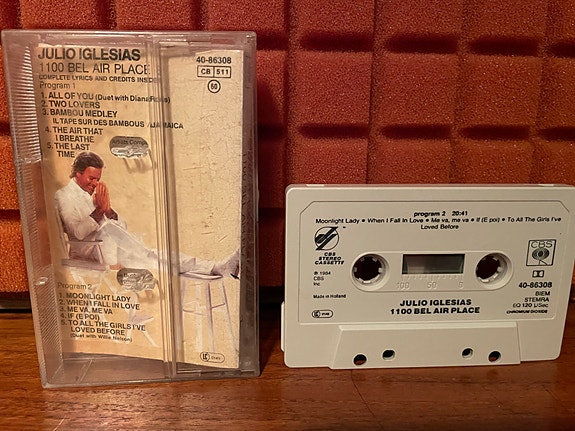 JULIO IGLESIAS
1100 BEL AIR PLACE
COMPLETE LYRICS AND CREDITS INSIDE
Program 1
1. ALL OF YOU (Duet with Diana Ross)
2. TWO LOVERS
3. BAMBOU MEDLEY
IL TAPE SUR DES BAMBOUS / JAMAICA
4. THE AIR THAT
I BREATHE
5. THE LAST
TIME
Program 2
1. MOONLIGHT LADY
2. WHEN I FALL IN LOVE
3. ME VA, ME VA
4. IF (E POI)
5. TO ALL THE GIRLS I'VE
LOVED BEFORE
(Duet with Willie Nelson)
40-86308
CB 511
50
program 2 20:41
Moonlight Lady • When I Fall In Love • Me va, me va • If (E poi) • To All The Girls I've
Loved Before
CBS
STEREO
CASSETTE
℗ 1984
CBS
Inc
Made in Holland
100 50
CBS
40-86308
BIEM
STEMRA
EQ 120 µSec
CHROMIUM DIOXIDE
JULIO IGLESIAS
1100 BEL AIR PLACE